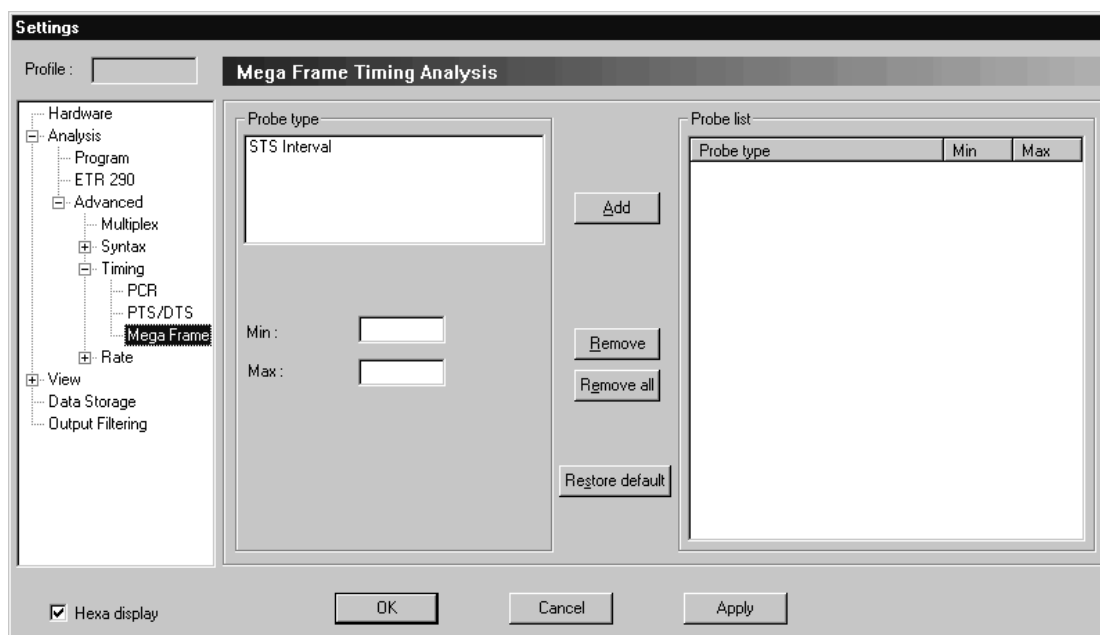 Settings
Profile :
Mega Frame Timing Analysis
Hardware
Analysis
Program
ETR 290
Advanced
Multiplex
Syntax
Timing
PCR
PTS/DTS
Mega Frame
Rate
View
Data Storage
Output Filtering
Probe type
STS Interval
Min :
Max :
Add
Remove
Remove all
Restore default
Probe list
Probe type Min Max
Hexa display
OK
Cancel
Apply